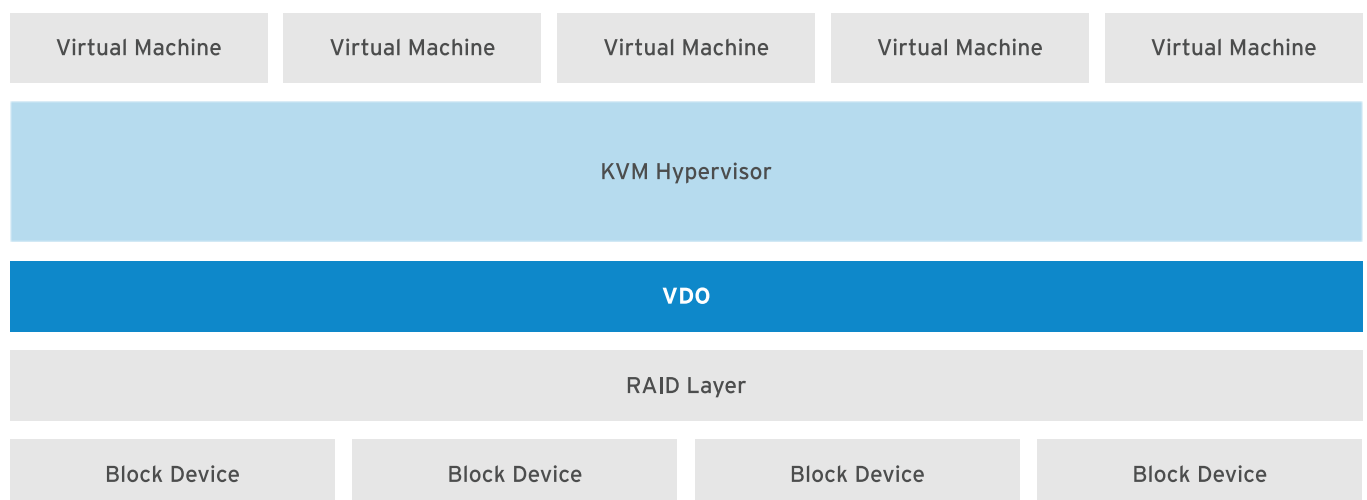 Virtual Machine Virtual Machine Virtual Machine Virtual Machine Virtual Machine
KVM Hypervisor
VDO
RAID Layer
Block Device Block Device Block Device Block Device